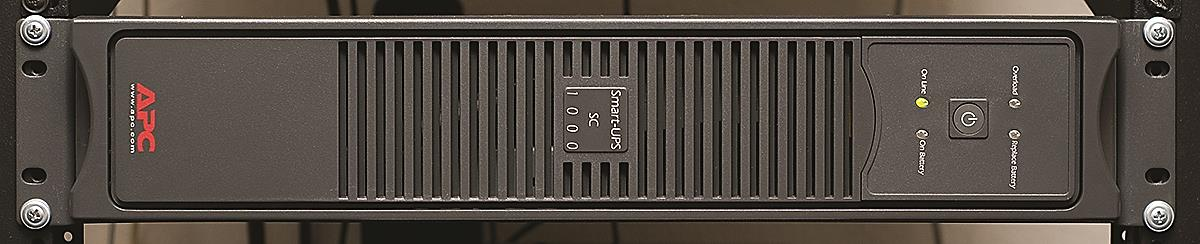 APC
www.apc.com
Smart-UPS
SC
1000
Overload
Replace Battery
On Line
On Battery